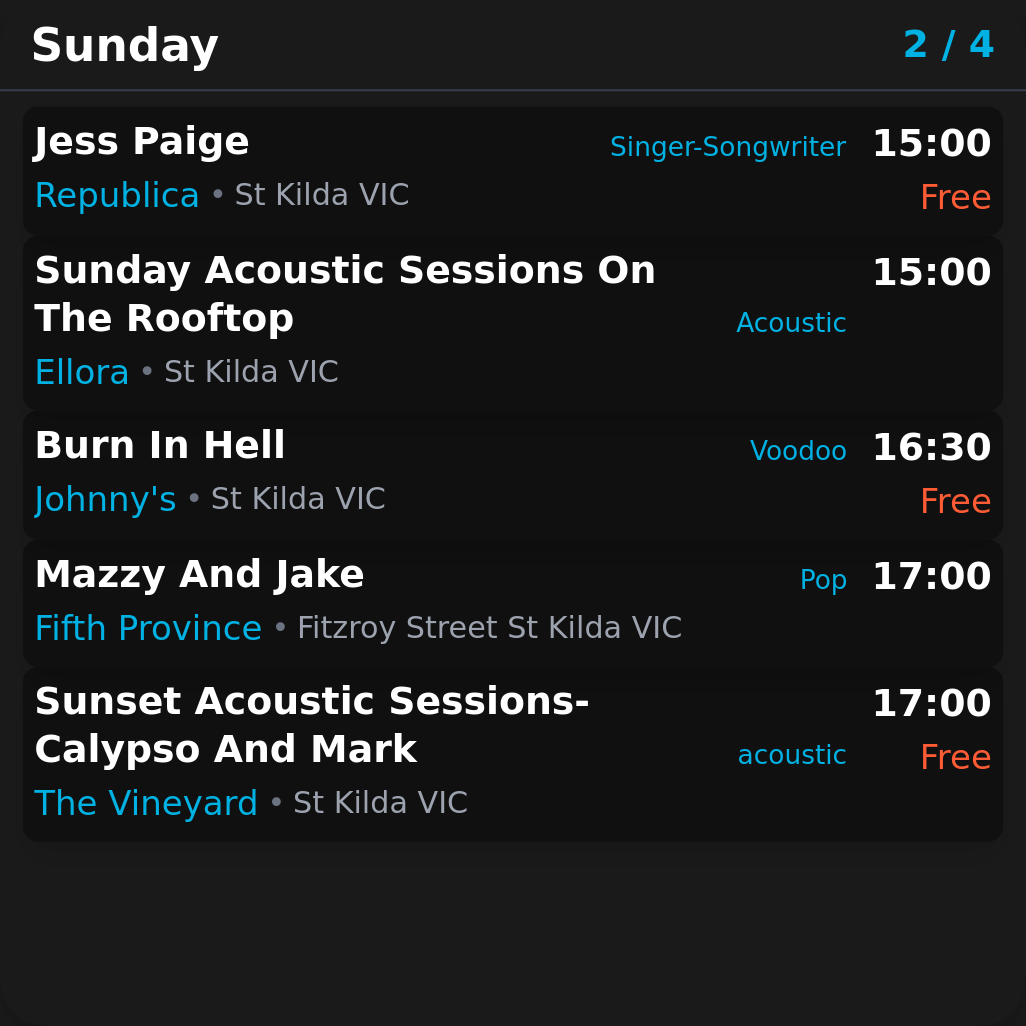 Sunday 2 / 4
Jess Paige Singer-Songwriter 15:00
Republica • St Kilda VIC Free
Sunday Acoustic Sessions On 15:00
The Rooftop Acoustic
Ellora • St Kilda VIC
Burn In Hell Voodoo 16:30
Johnny's • St Kilda VIC Free
Mazzy And Jake Pop 17:00
Fifth Province • Fitzroy Street St Kilda VIC
Sunset Acoustic Sessions- 17:00
Calypso And Mark acoustic Free
The Vineyard • St Kilda VIC